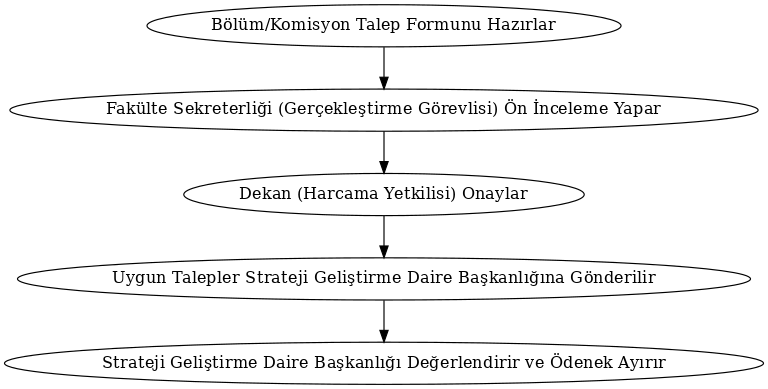 Bölüm/Komisyon Talep Formunu Hazırlar
Fakülte Sekreterliği (Gerçekleştirme Görevlisi) Ön İnceleme Yapar
Dekan (Harcama Yetkilisi) Onaylar
Uygun Talepler Strateji Geliştirme Daire Başkanlığına Gönderilir
Strateji Geliştirme Daire Başkanlığı Değerlendirir ve Ödenek Ayırır